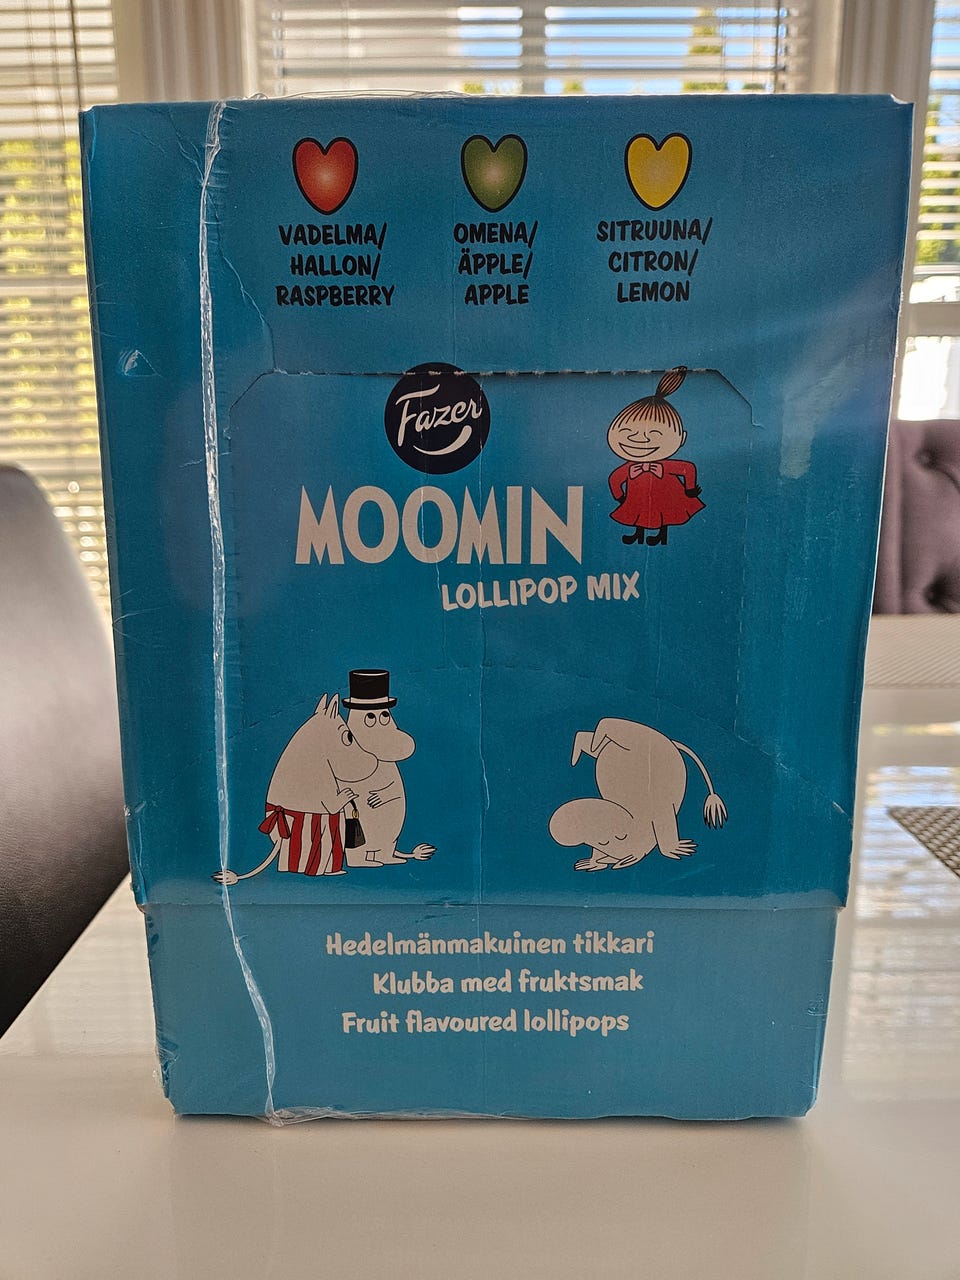 VADELMA/
HALLON/
RASPBERRY
OMENA/
ÄPPLE/
APPLE
SITRUUNA/
CITRON/
LEMON
Fazer
MOOMIN
LOLLIPOP MIX
Hedelmänmakuinen tikkari
Klubba med fruktsmak
Fruit flavoured lollipops